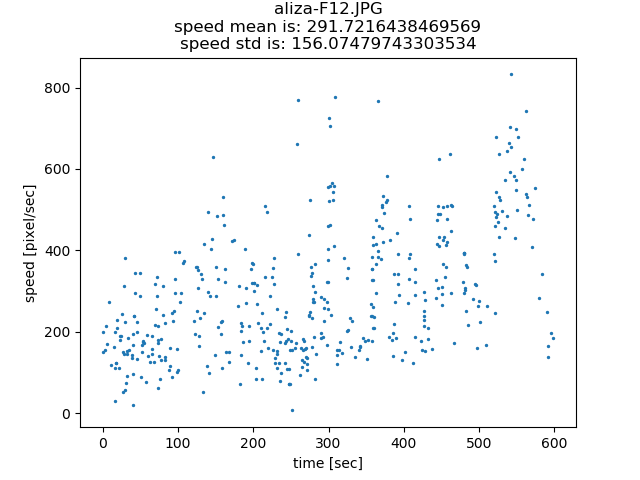 aliza-F12.JPG
speed mean is: 291.7216438469569
speed std is: 156.07479743303534
800
600
400
200
0
speed [pixel/sec]
0 100 200 300 400 500 600
time [sec]